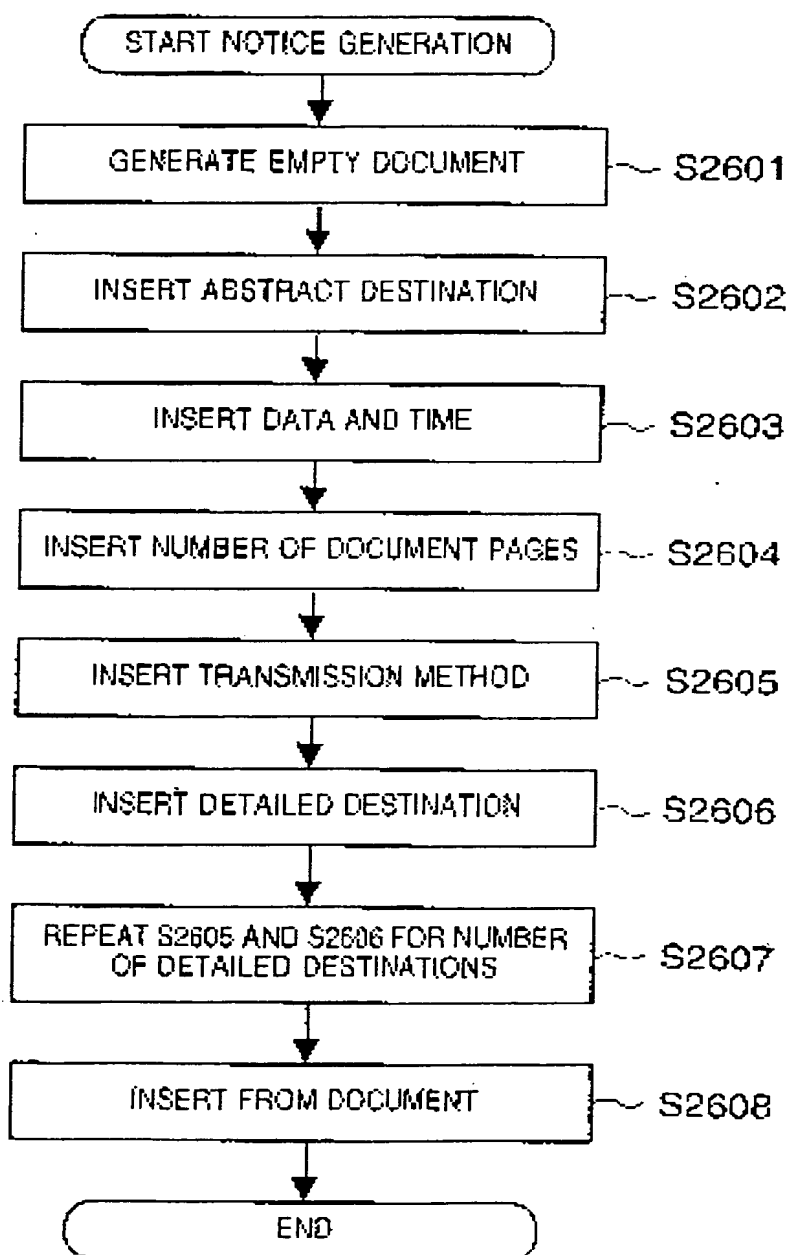 START NOTICE GENERATION
GENERATE EMPTY DOCUMENT
S2601
INSERT ABSTRACT DESTINATION
S2602
INSERT DATA AND TIME
S2603
INSERT NUMBER OF DOCUMENT PAGES
S2604
INSERT TRANSMISSION METHOD
S2605
INSERT DETAILED DESTINATION
S2606
REPEAT S2605 AND S2606 FOR NUMBER
OF DETAILED DESTINATIONS
S2607
INSERT FROM DOCUMENT
S2608
END